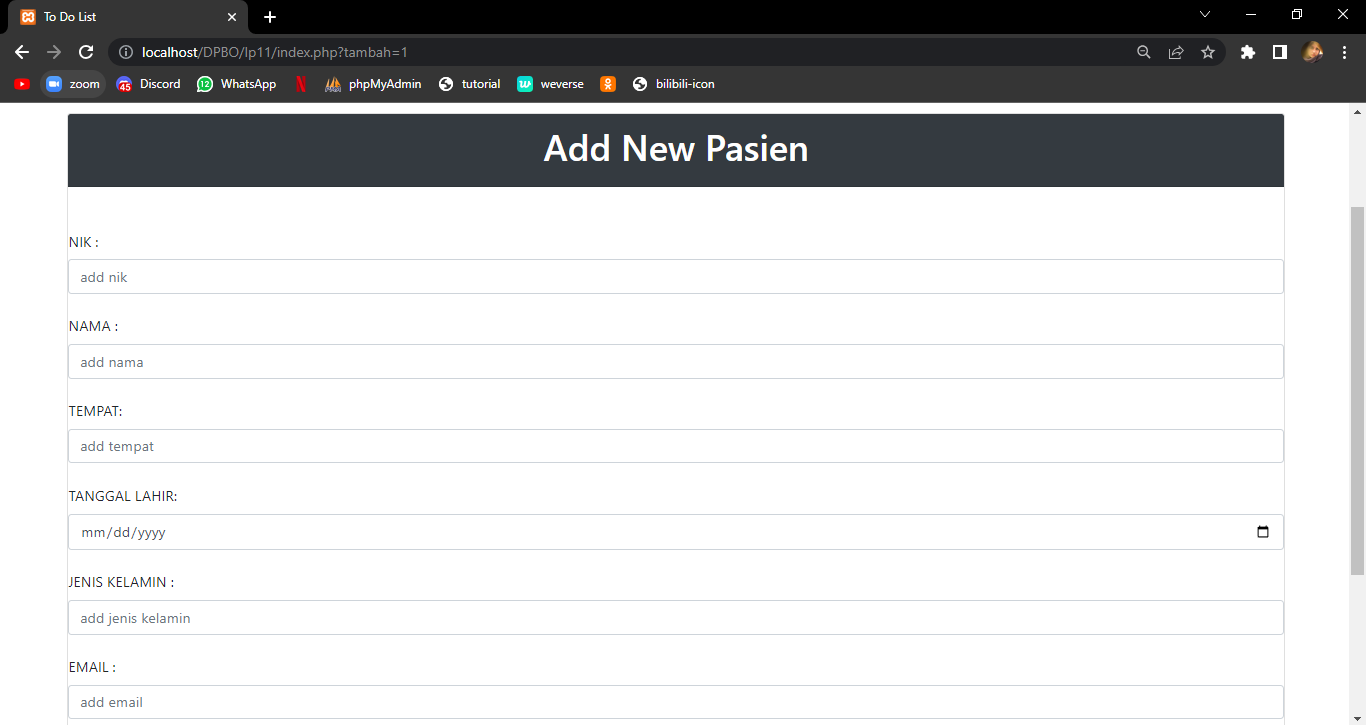 To Do List
localhost/DPBO/lp11/index.php?tambah=1
zoom 45 Discord 12 WhatsApp N phpMyAdmin tutorial w weverse bilibili-icon
Add New Pasien
NIK :
add nik
NAMA :
add nama
TEMPAT:
add tempat
TANGGAL LAHIR:
mm/dd/yyyy
JENIS KELAMIN :
add jenis kelamin
EMAIL :
add email